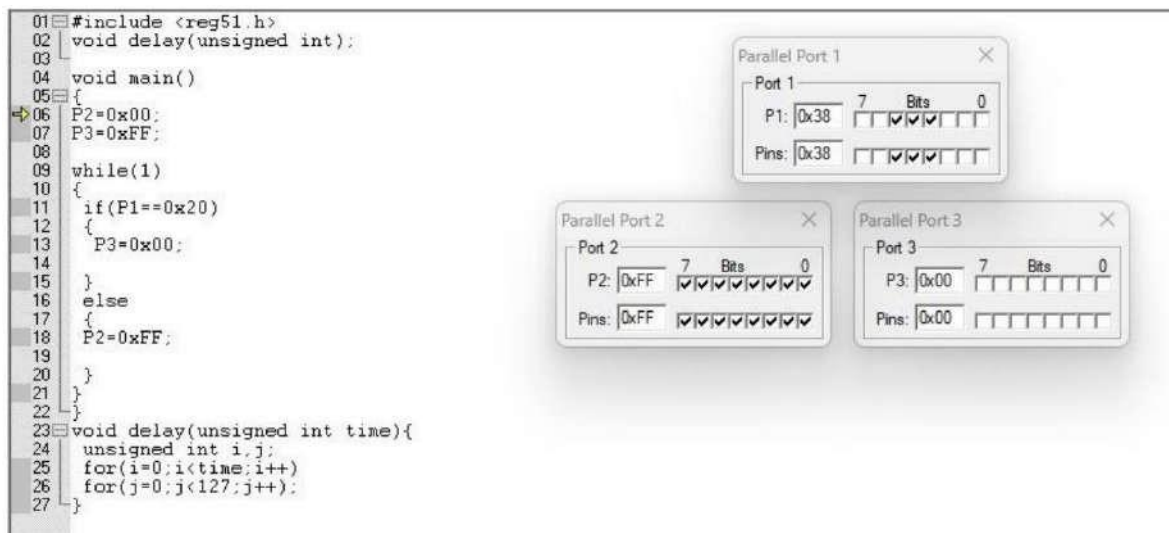 01 #include <reg51.h>
02 void delay(unsigned int);
03
04 void main()
05 {
06 P2=0x00;
07 P3=0xFF;
08
09 while(1)
10 {
11 if(P1==0x20)
12 {
13 P3=0x00;
14
15 }
16 else
17 {
18 P2=0xFF;
19
20 }
21 }
22 }
23 void delay(unsigned int time){
24 unsigned int i,j;
25 for(i=0;i<time;i++)
26 for(j=0;j<127;j++);
27 }
Parallel Port 1
Port 1
7 Bits 0
P1: 0x38
Pins: 0x38
Parallel Port 2
Port 2
7 Bits 0
P2: 0xFF
Pins: 0xFF
Parallel Port 3
Port 3
7 Bits 0
P3: 0x00
Pins: 0x00